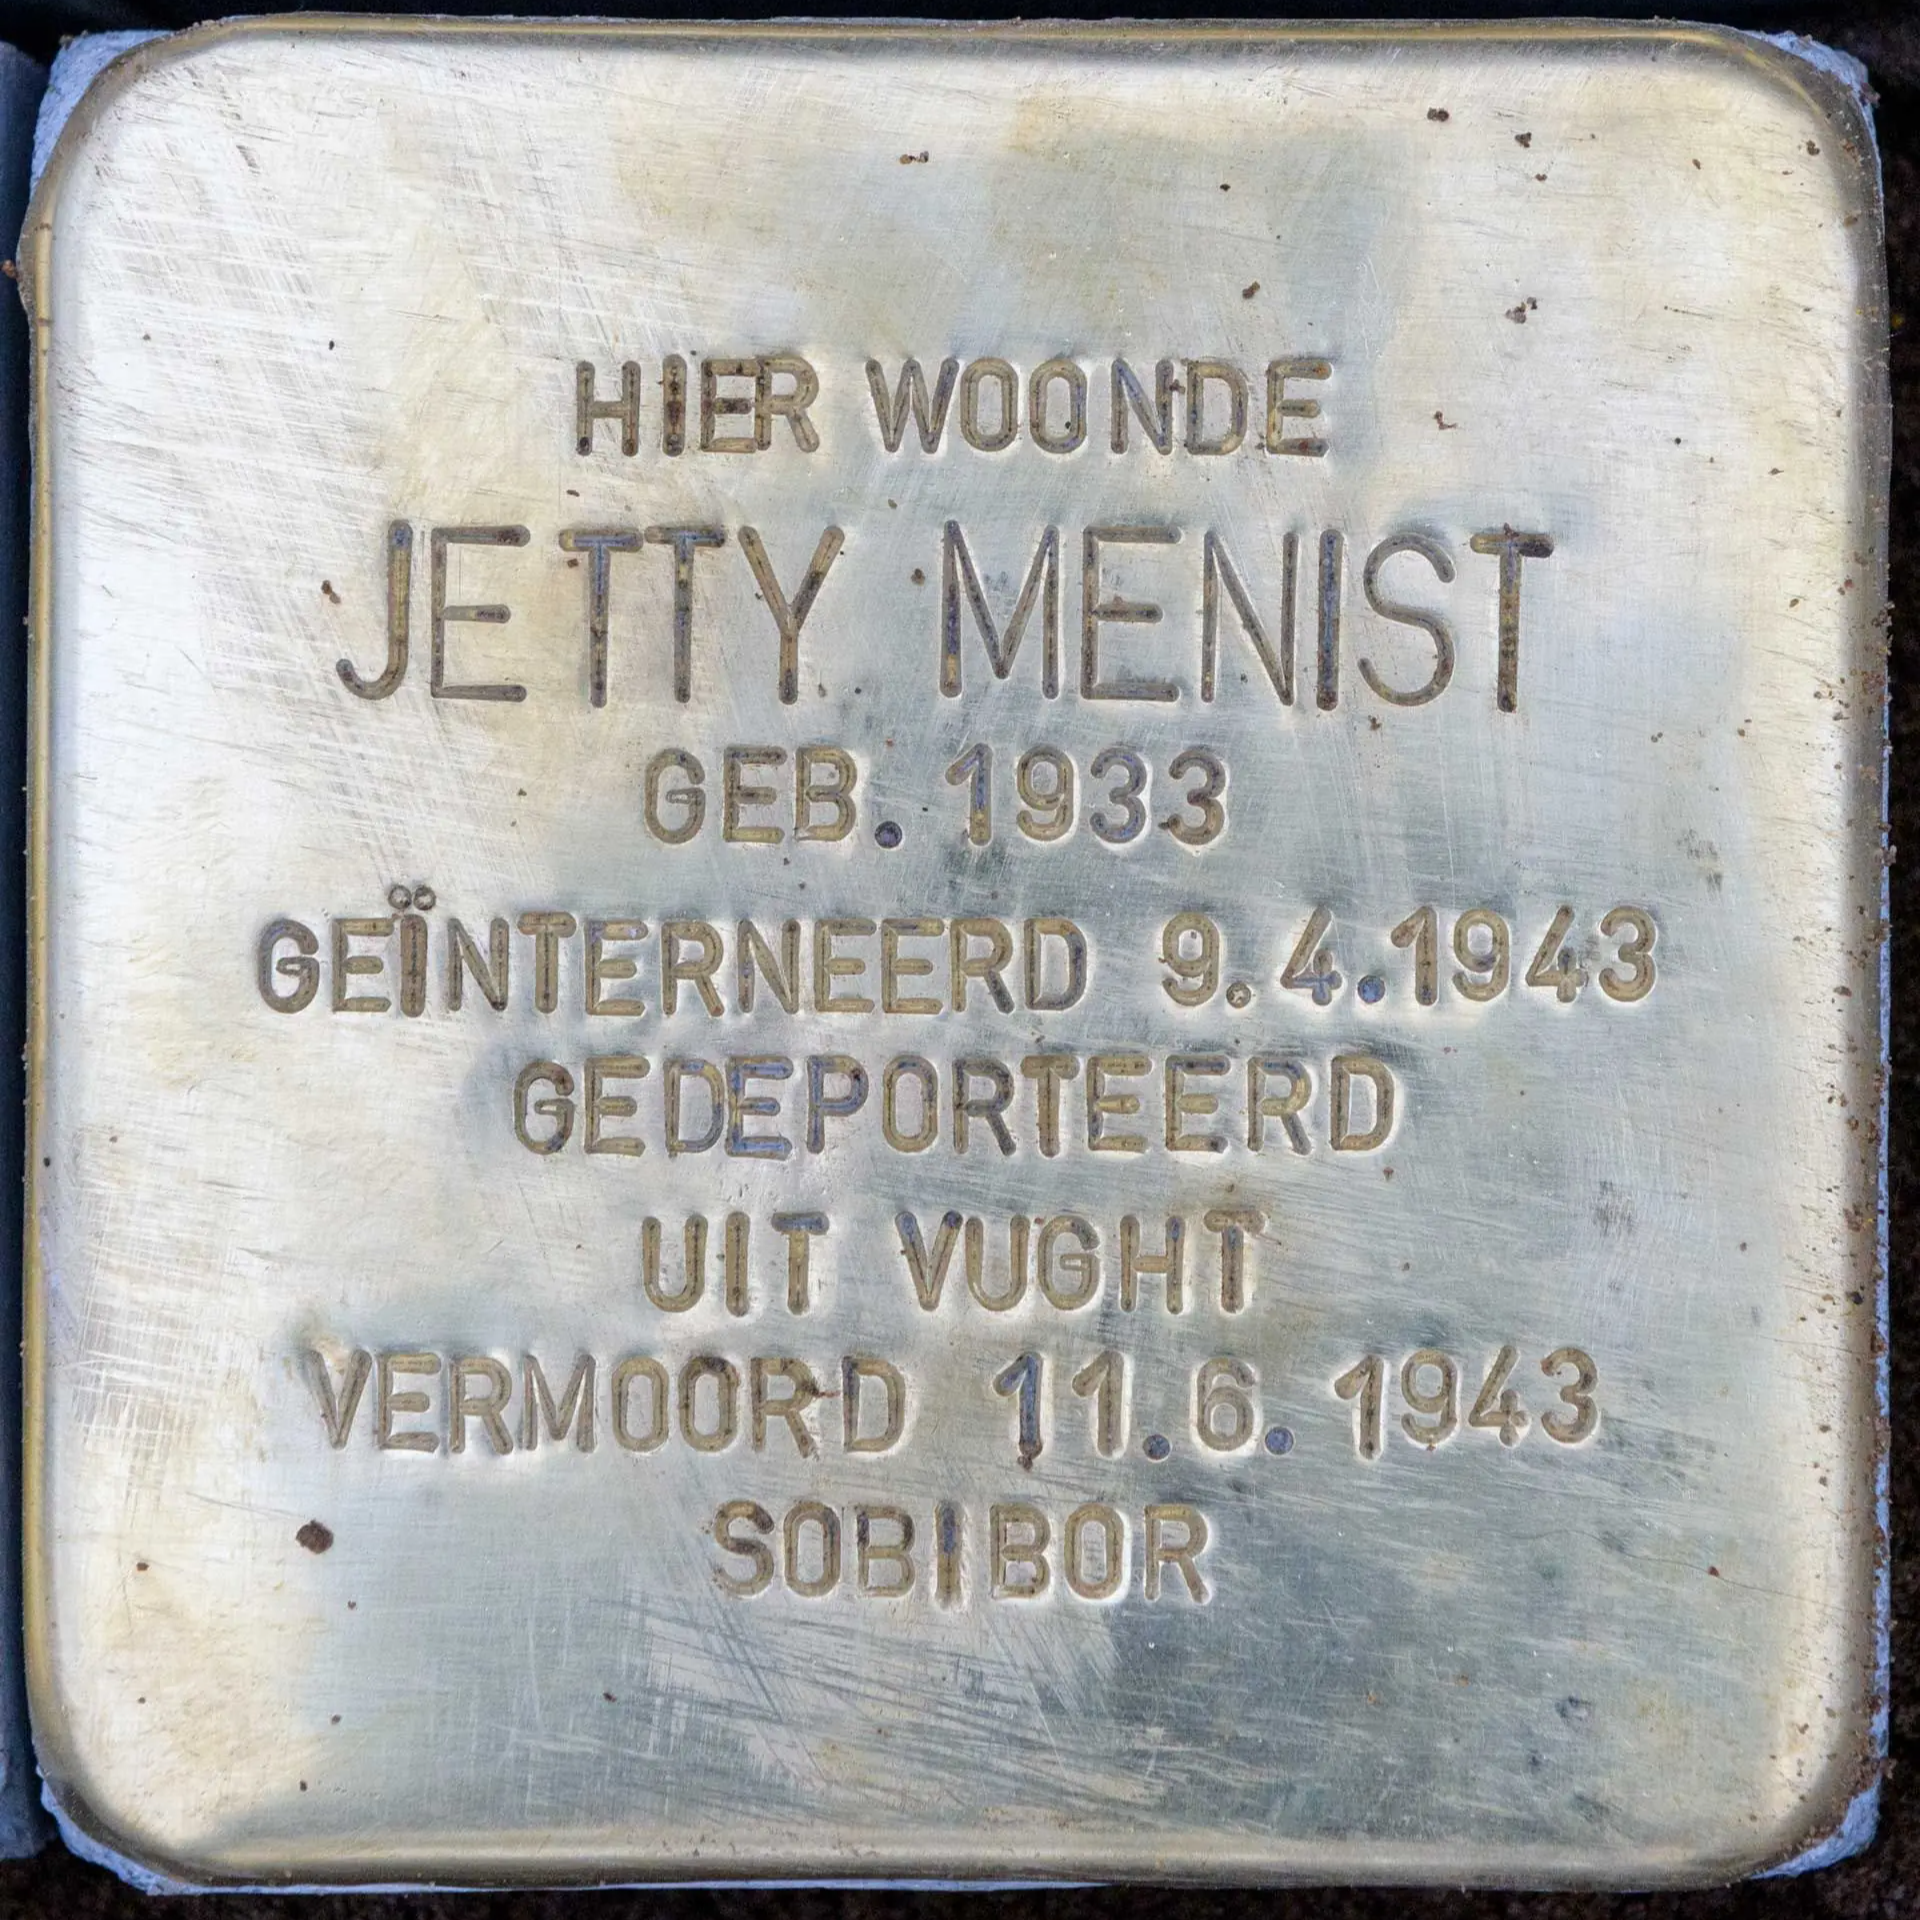 HIER WOONDE
JETTY MENIST
GEB. 1933
GEÏNTERNEERD 9.4.1943
GEDEPORTEERD
UIT VUGHT
VERMOORD 11.6.1943
SOBIBOR